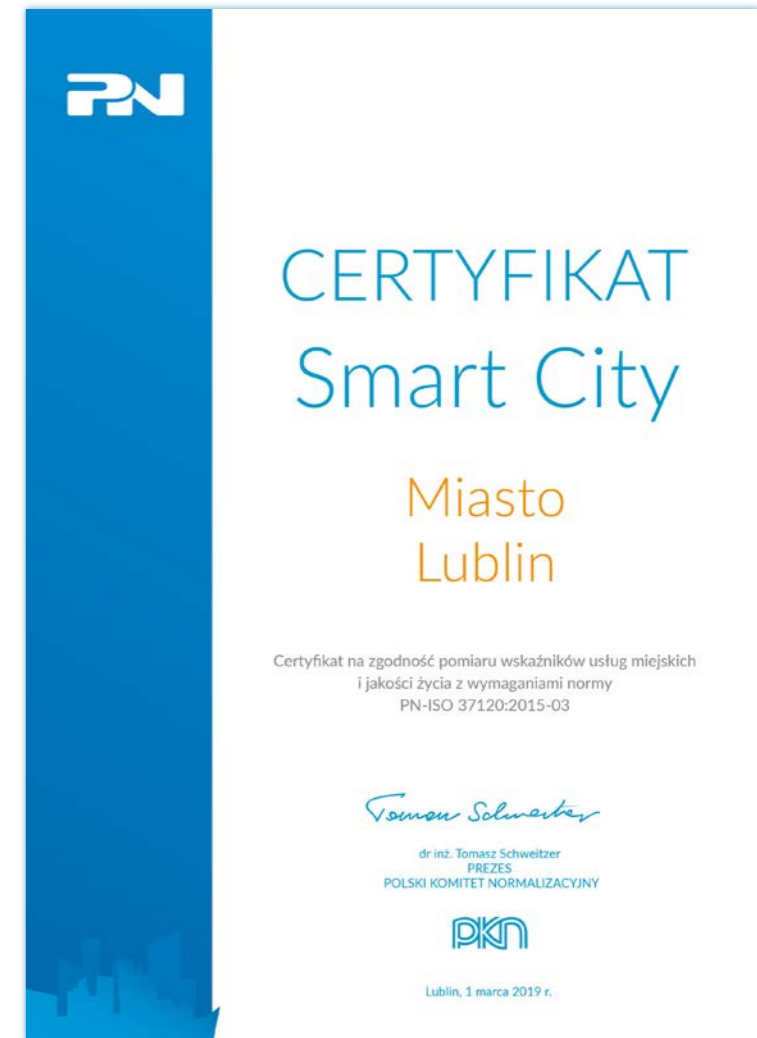 PN
CERTYFIKAT
Smart City
Miasto
Lublin
Certyfikat na zgodność pomiaru wskaźników usług miejskich
i jakości życia z wymaganiami normy
PN-ISO 37120:2015-03
Tomasz Schweitzer
dr inż. Tomasz Schweitzer
PREZES
POLSKI KOMITET NORMALIZACYJNY
PKN
Lublin, 1 marca 2019 r.